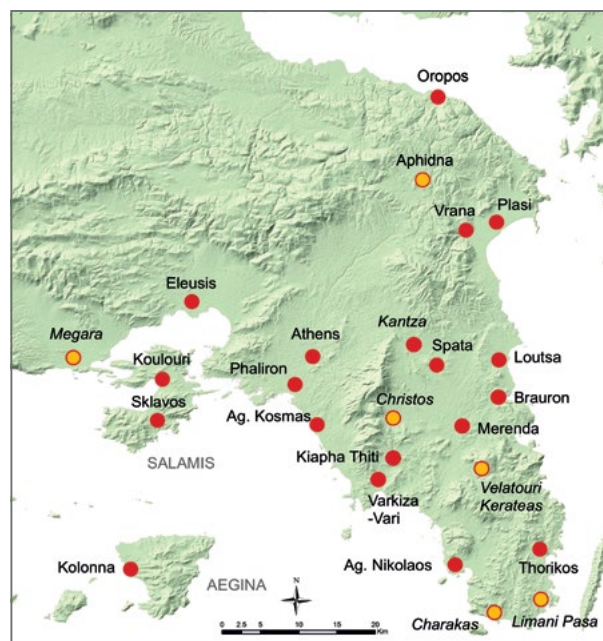 Oropos
Aphidna
Vrana
Plasi
Eleusis
Megara
Koulouri
Sklavos
SALAMIS
Athens
Phaliron
Ag. Kosmas
Kantza
Spata
Loutsa
Christos
Brauron
Merenda
Kiapha Thiti
Varkiza
-Vari
Velatouri
Kerateas
Kolonna
AEGINA
Ag. Nikolaos
Thorikos
Charakas
Limani Pasa
N
0 2,5 5 10 15 20
Km